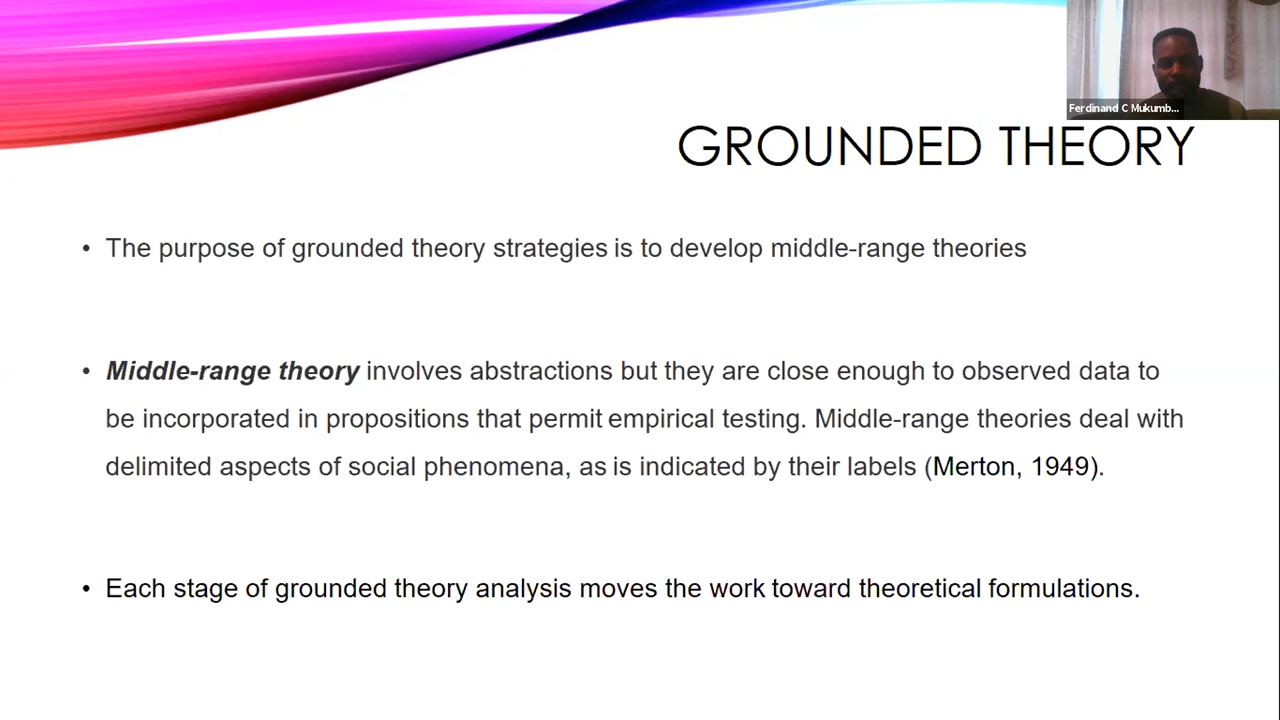 Ferdinand C Mukumb...
GROUNDED THEORY
• The purpose of grounded theory strategies is to develop middle-range theories
• Middle-range theory involves abstractions but they are close enough to observed data to
be incorporated in propositions that permit empirical testing. Middle-range theories deal with
delimited aspects of social phenomena, as is indicated by their labels (Merton, 1949).
• Each stage of grounded theory analysis moves the work toward theoretical formulations.